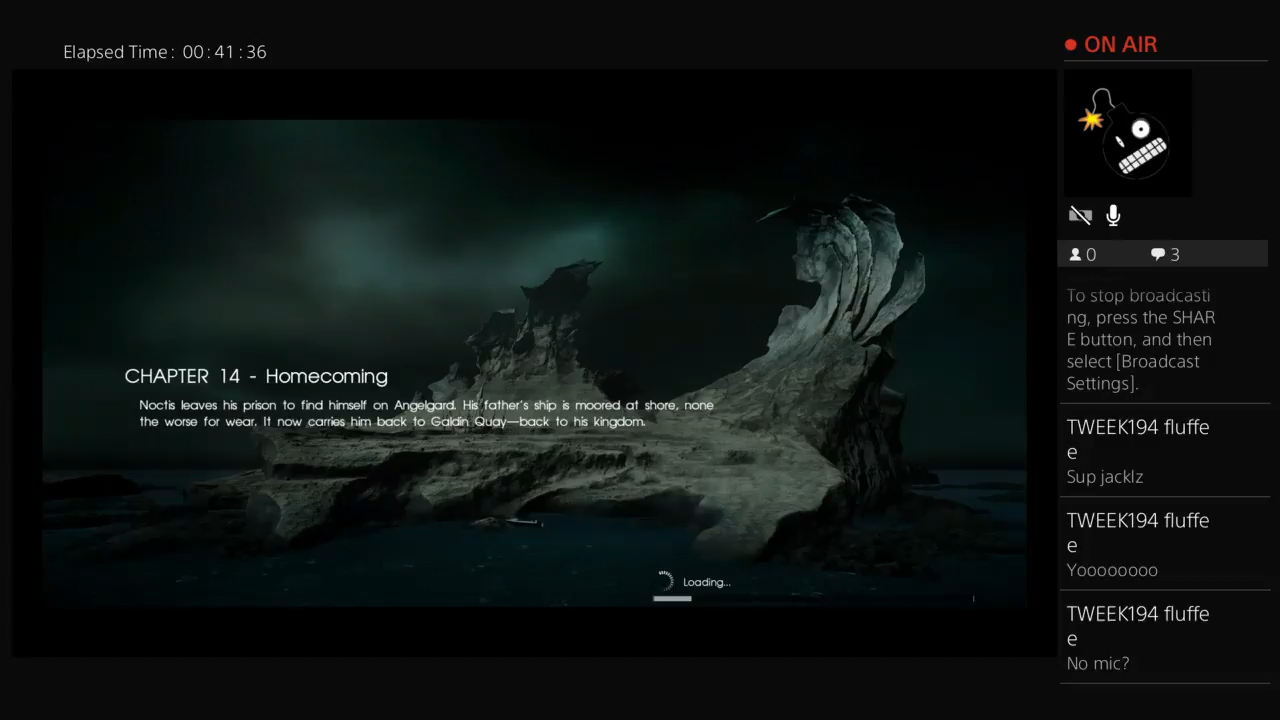 Elapsed Time: 00:41:36
ON AIR
CHAPTER 14 - Homecoming
Noctis leaves his prison to find himself on Angelgard. His father's ship is moored at shore, none
the worse for wear. It now carries him back to Galdin Quay—back to his kingdom.
Loading...
0 3
To stop broadcasti
ng, press the SHAR
E button, and then
select [Broadcast
Settings].
TWEEK194 fluffe
e
Sup jacklz
TWEEK194 fluffe
e
Yoooooooo
TWEEK194 fluffe
e
No mic?